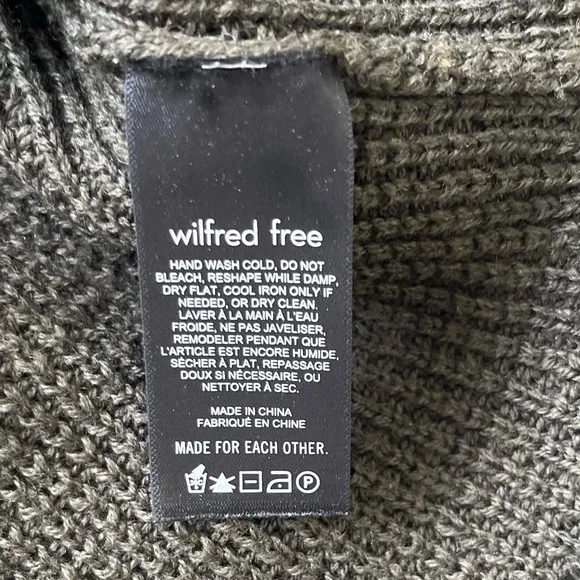 wilfred free
HAND WASH COLD, DO NOT
BLEACH, RESHAPE WHILE DAMP,
DRY FLAT, COOL IRON ONLY IF
NEEDED, OR DRY CLEAN.
LAVER À LA MAIN À L'EAU
FROIDE, NE PAS JAVELISER,
REMODELER PENDANT QUE
L'ARTICLE EST ENCORE HUMIDE,
SÈCHER À PLAT, REPASSAGE
DOUX SI NÉCESSAIRE, OU
NETTOYER À SEC.
MADE IN CHINA
FABRIQUÉ EN CHINE
MADE FOR EACH OTHER.
P